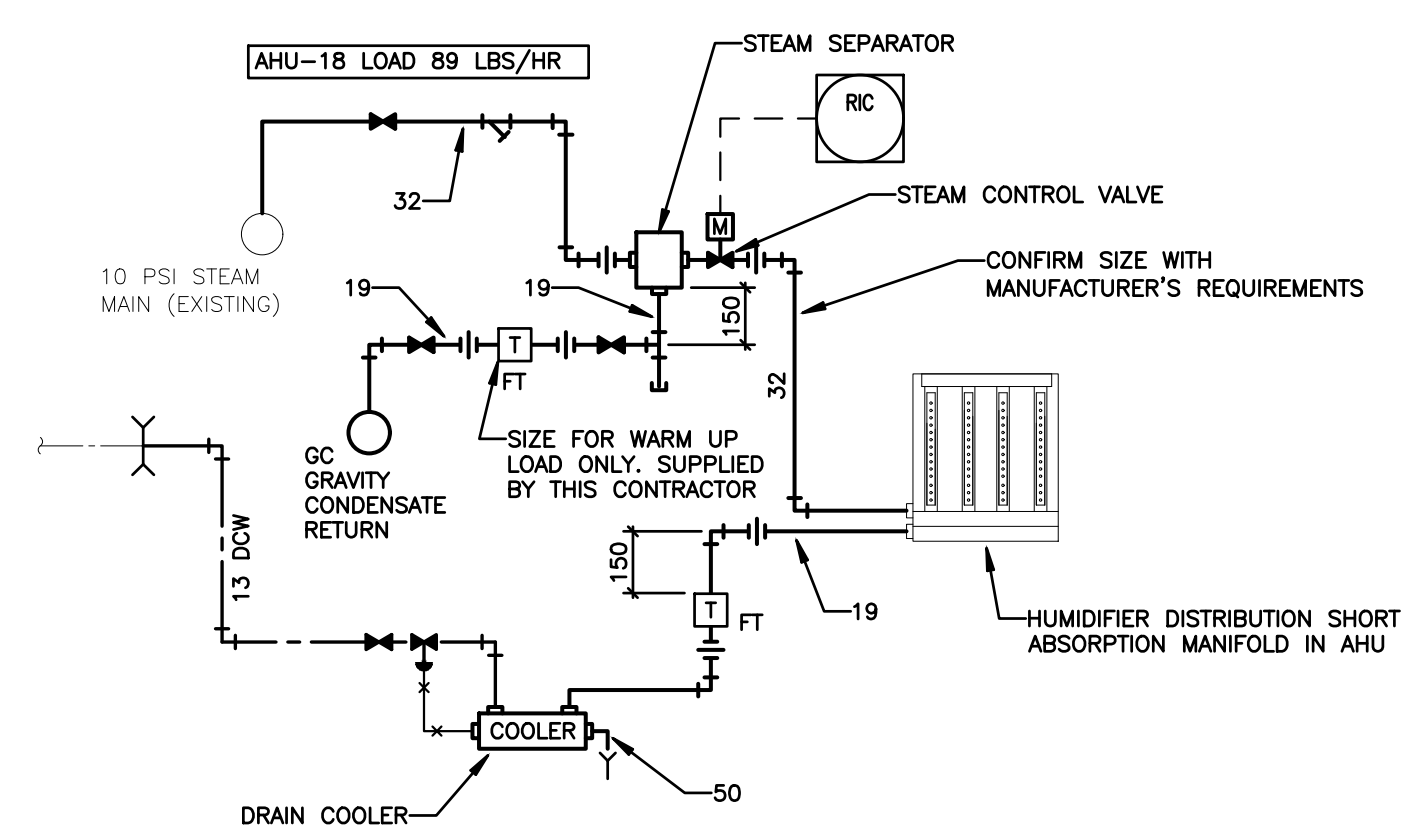 STEAM SEPARATOR
AHU-18 LOAD 89 LBS/HR
RIC
32
STEAM CONTROL VALVE
M
10 PSI STEAM
MAIN (EXISTING)
CONFIRM SIZE WITH
MANUFACTURER'S REQUIREMENTS
19
19
150
T
FT
32
SIZE FOR WARM UP
LOAD ONLY. SUPPLIED
BY THIS CONTRACTOR
GC
GRAVITY
CONDENSATE
RETURN
13 DCW
150
T
FT
19
HUMIDIFIER DISTRIBUTION SHORT
ABSORPTION MANIFOLD IN AHU
COOLER
50
DRAIN COOLER